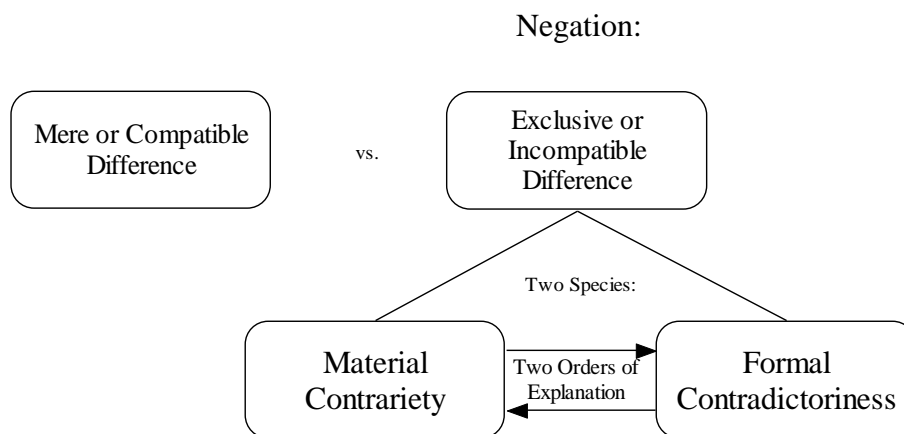 Negation:
Mere or Compatible
Difference
vs.
Exclusive or
Incompatible
Difference
Two Species:
Material
Contrariety
Two Orders of
Explanation
Formal
Contradictoriness